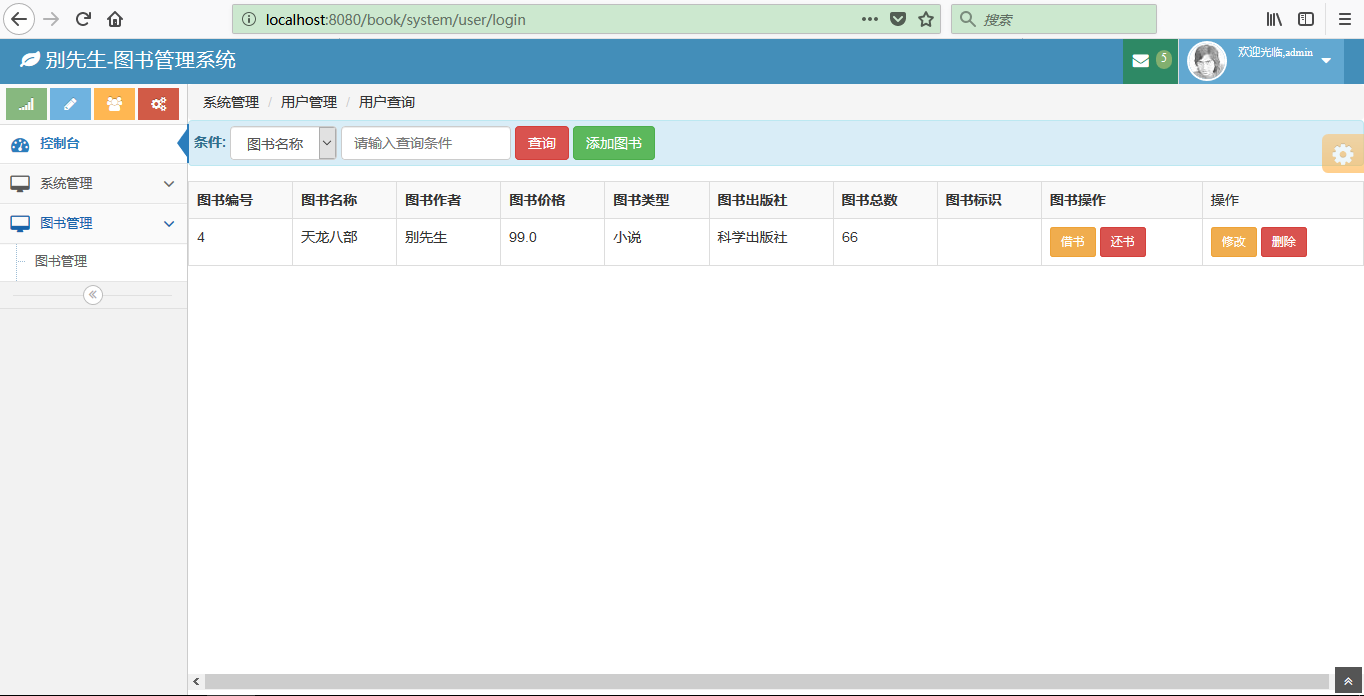 localhost:8080/book/system/user/login
搜索
别先生-图书管理系统
5
欢迎光临,admin
系统管理 / 用户管理 / 用户查询
控制台
系统管理
图书管理
图书管理
条件: 图书名称 请输入查询条件 查询 添加图书
图书编号 图书名称 图书作者 图书价格 图书类型 图书出版社 图书总数 图书标识 图书操作 操作
4 天龙八部 别先生 99.0 小说 科学出版社 66 借书 还书 修改 删除